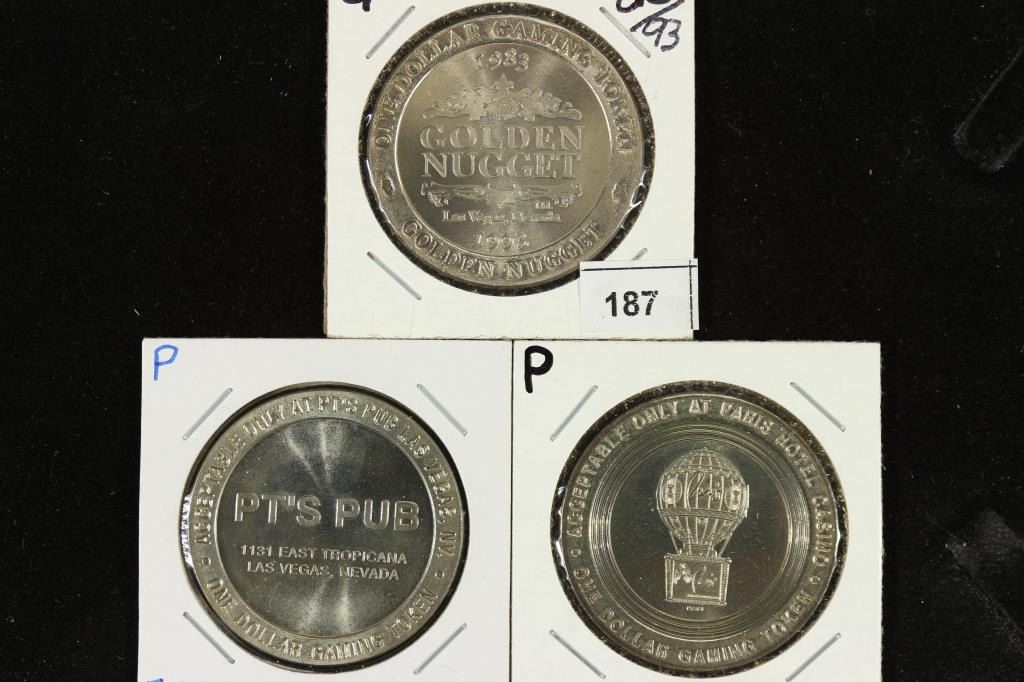 G
/93
ONE DOLLAR GAMING TOKEN
1983
GOLDEN
NUGGET
Las Vegas, Nevada
1993
GOLDEN NUGGET
187
P
ACCEPTABLE ONLY AT PT'S PUB LAS VEGAS, NV.
PT'S PUB
1131 EAST TROPICANA
LAS VEGAS, NEVADA
ONE DOLLAR GAMING TOKEN
P
ACCEPTABLE ONLY AT PARIS HOTEL CASINO
Paris
ONE DOLLAR GAMING TOKEN